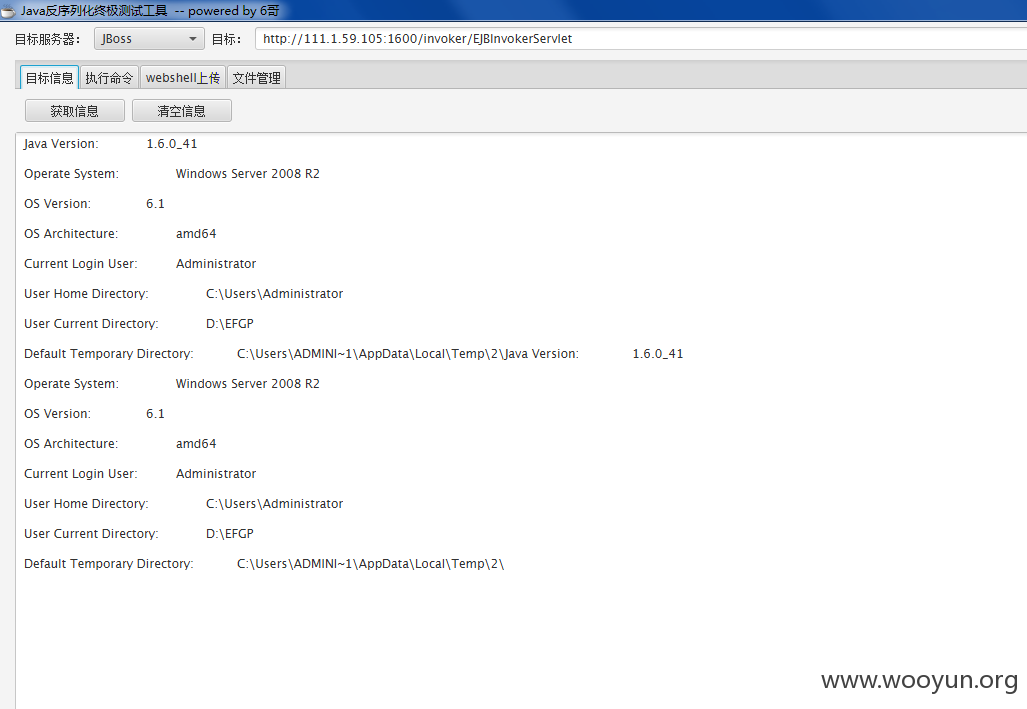 Java反序列化终极测试工具 -- powered by 6哥
目标服务器： JBoss 目标： http://111.1.59.105:1600/invoker/EJBInvokerServlet
目标信息 执行命令 webshell上传 文件管理
获取信息 清空信息
Java Version: 1.6.0_41
Operate System: Windows Server 2008 R2
OS Version: 6.1
OS Architecture: amd64
Current Login User: Administrator
User Home Directory: C:\Users\Administrator
User Current Directory: D:\EFGP
Default Temporary Directory: C:\Users\ADMINI~1\AppData\Local\Temp\2\Java Version: 1.6.0_41
Operate System: Windows Server 2008 R2
OS Version: 6.1
OS Architecture: amd64
Current Login User: Administrator
User Home Directory: C:\Users\Administrator
User Current Directory: D:\EFGP
Default Temporary Directory: C:\Users\ADMINI~1\AppData\Local\Temp\2\
www.wooyun.org